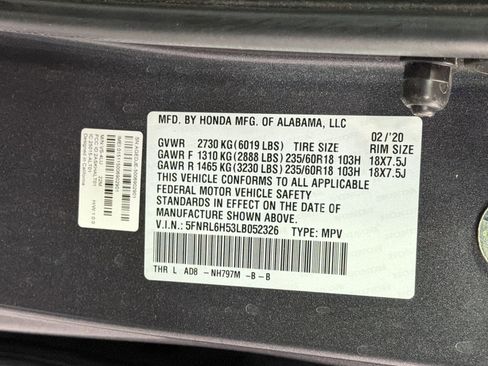 MFD. BY HONDA MFG. OF ALABAMA, LLC
02/'20
GVWR 2730 KG(6019 LBS) TIRE SIZE RIM SIZE
GAWR F 1310 KG(2888 LBS) 235/60R18 103H 18X7.5J
GAWR R 1465 KG(3230 LBS) 235/60R18 103H 18X7.5J
THIS VEHICLE CONFORMS TO ALL APPLICABLE
FEDERAL MOTOR VEHICLE SAFETY
STANDARDS IN EFFECT ON THE DATE OF
MANUFACTURE SHOWN ABOVE.
V.I.N.: 5FNRL6H53LB052326 TYPE: MPV
THR L AD8 -NH797M -B-B
Designed in California